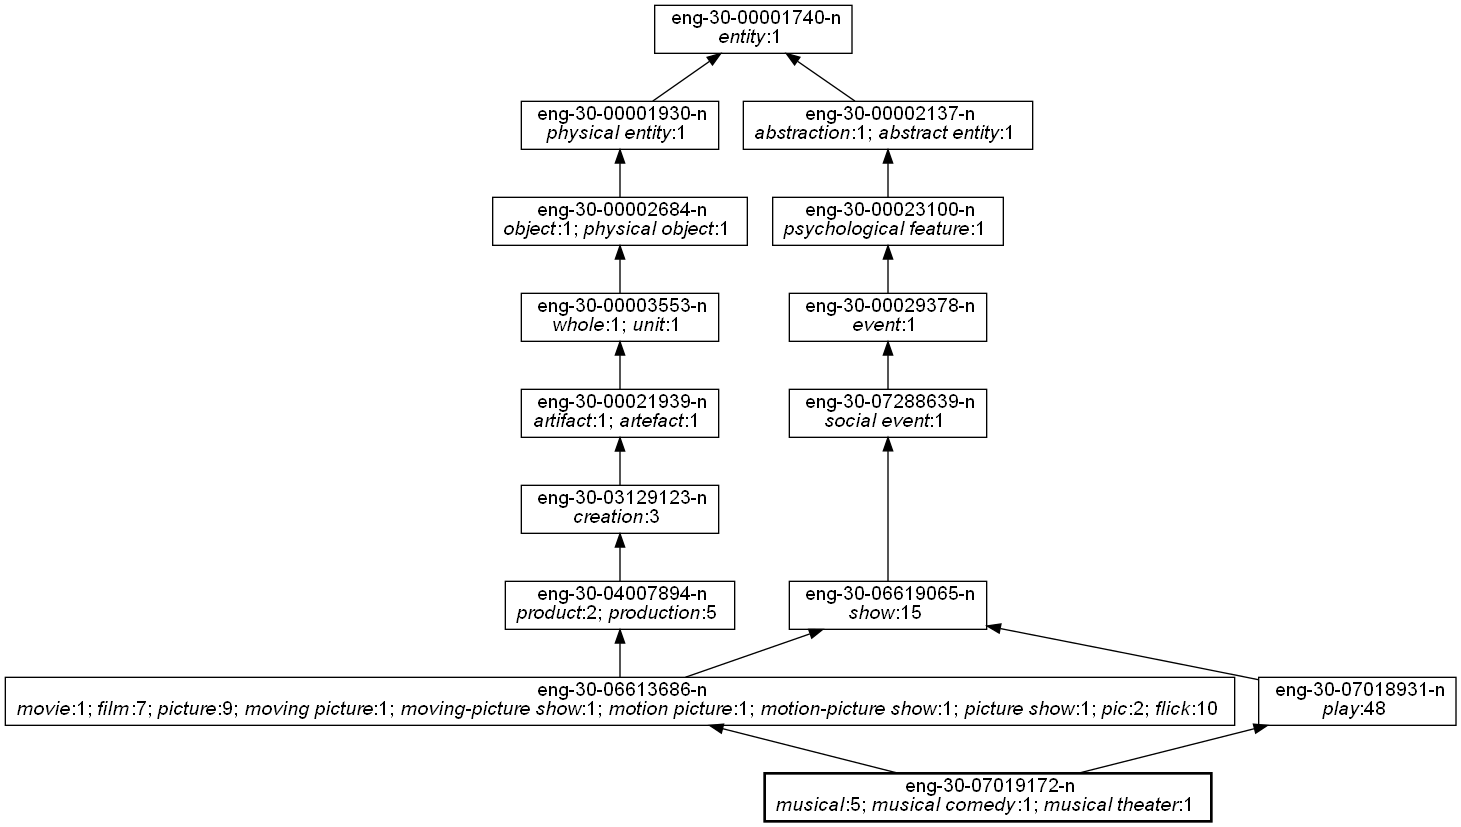 eng-30-00001740-n
entity:1
eng-30-00001930-n
physical entity:1
eng-30-00002137-n
abstraction:1; abstract entity:1
eng-30-00002684-n
object:1; physical object:1
eng-30-00023100-n
psychological feature:1
eng-30-00003553-n
whole:1; unit:1
eng-30-00029378-n
event:1
eng-30-00021939-n
artifact:1; artefact:1
eng-30-07288639-n
social event:1
eng-30-03129123-n
creation:3
eng-30-04007894-n
product:2; production:5
eng-30-06619065-n
show:15
eng-30-06613686-n
movie:1; film:7; picture:9; moving picture:1; moving-picture show:1; motion picture:1; motion-picture show:1; picture show:1; pic:2; flick:10
eng-30-07018931-n
play:48
eng-30-07019172-n
musical:5; musical comedy:1; musical theater:1